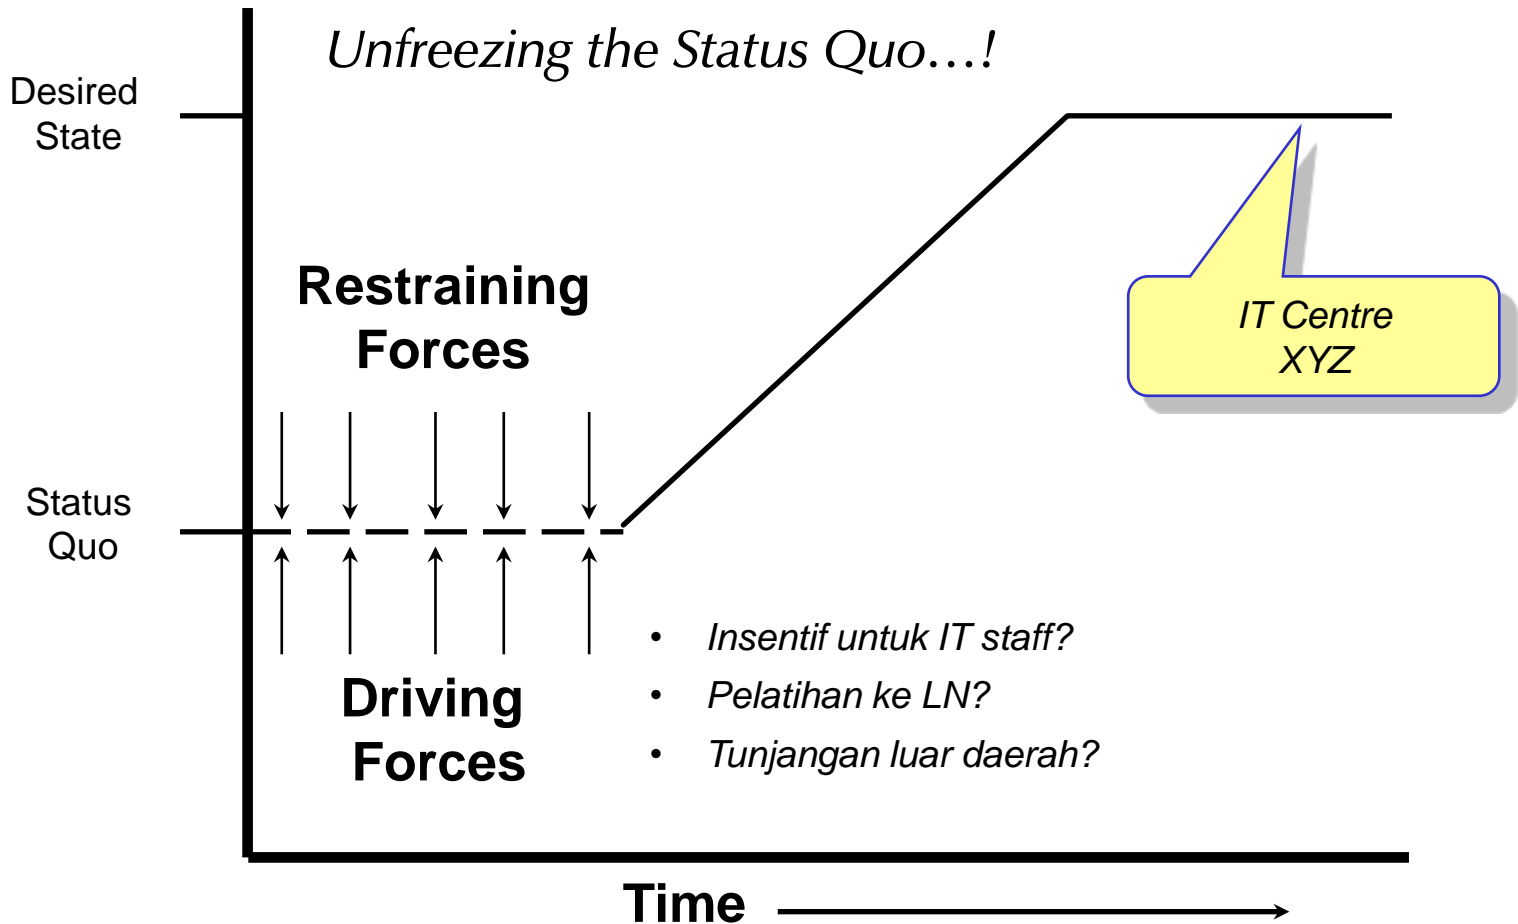 Unfreezing the Status Quo…!
Desired
State
Restraining
Forces
IT Centre
XYZ
Status
Quo
• Insentif untuk IT staff?
• Pelatihan ke LN?
• Tunjangan luar daerah?
Driving
Forces
Time